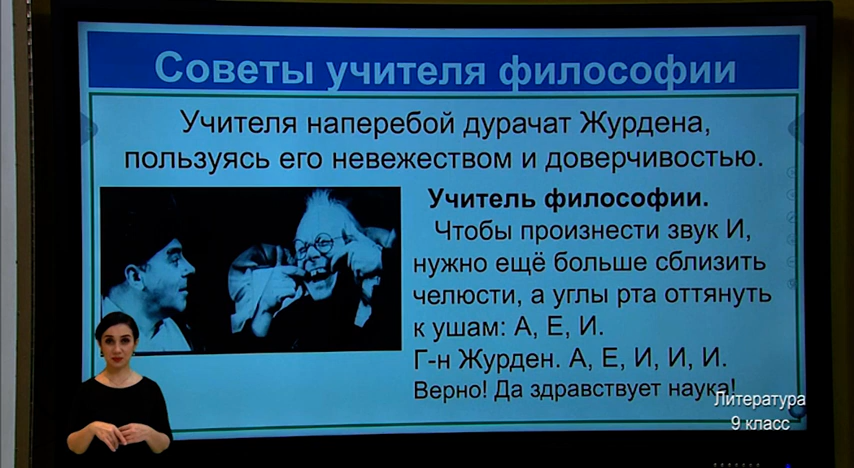 Советы учителя философии
Учителя наперебой дурачат Журдена,
пользуясь его невежеством и доверчивостью.
Учитель философии.
Чтобы произнести звук И,
нужно ещё больше сблизить
челюсти, а углы рта оттянуть
к ушам: А, Е, И.
Г-н Журден. А, Е, И, И, И.
Верно! Да здравствует наука!
Литература
9 класс